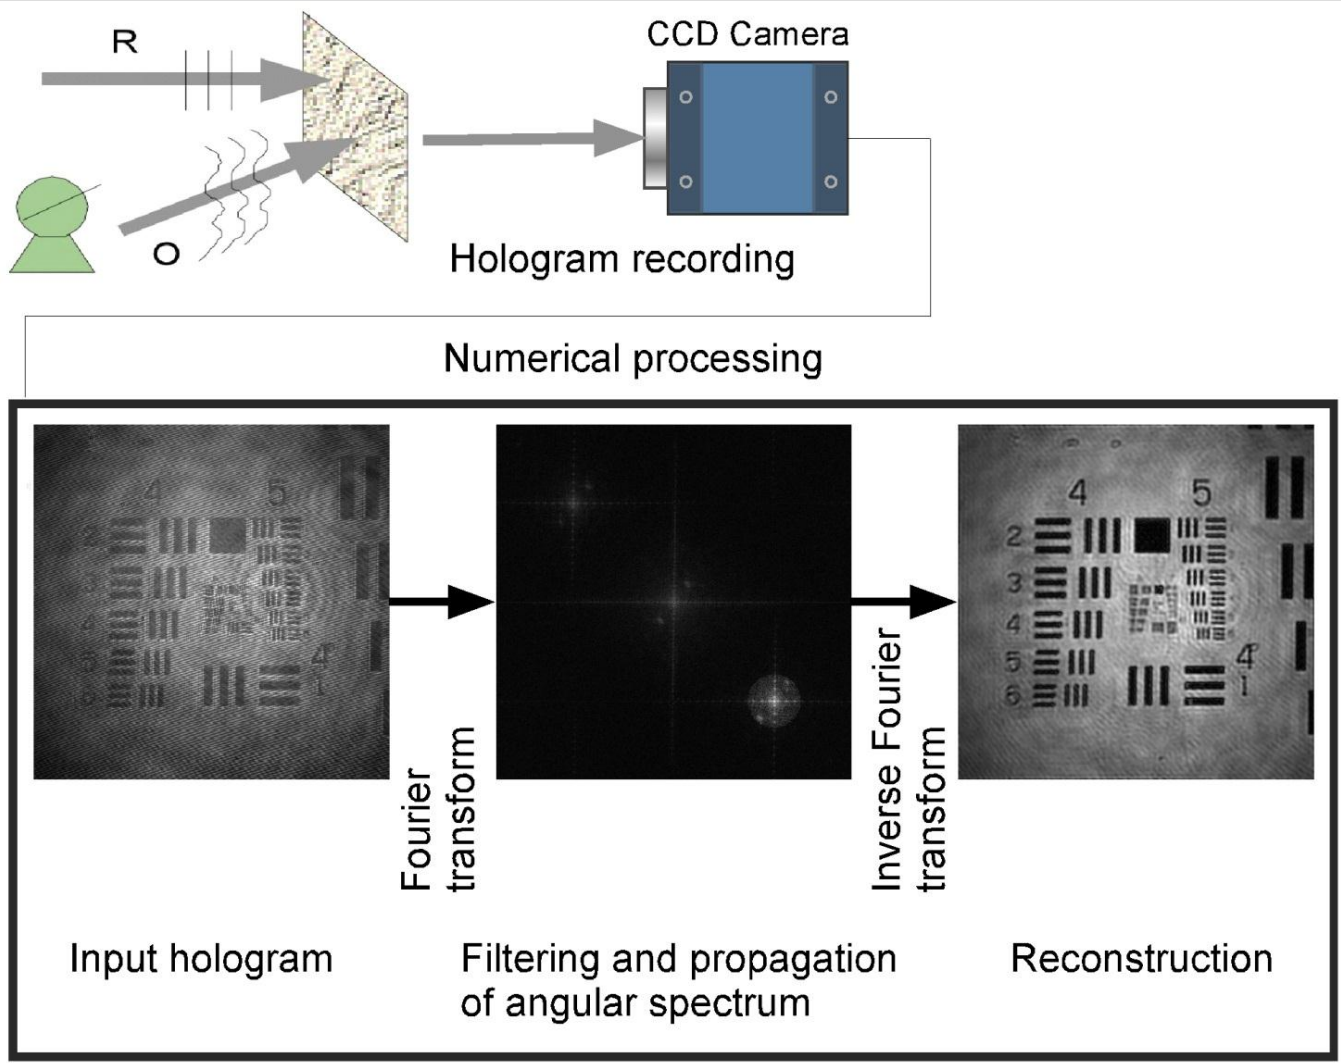 R
CCD Camera
O
Hologram recording
Numerical processing
4 5
2
3
4
5
6
4
1
Fourier
transform
4 5
2
3
4
5
6
4
1
Inverse Fourier
transform
Input hologram
Filtering and propagation
of angular spectrum
Reconstruction